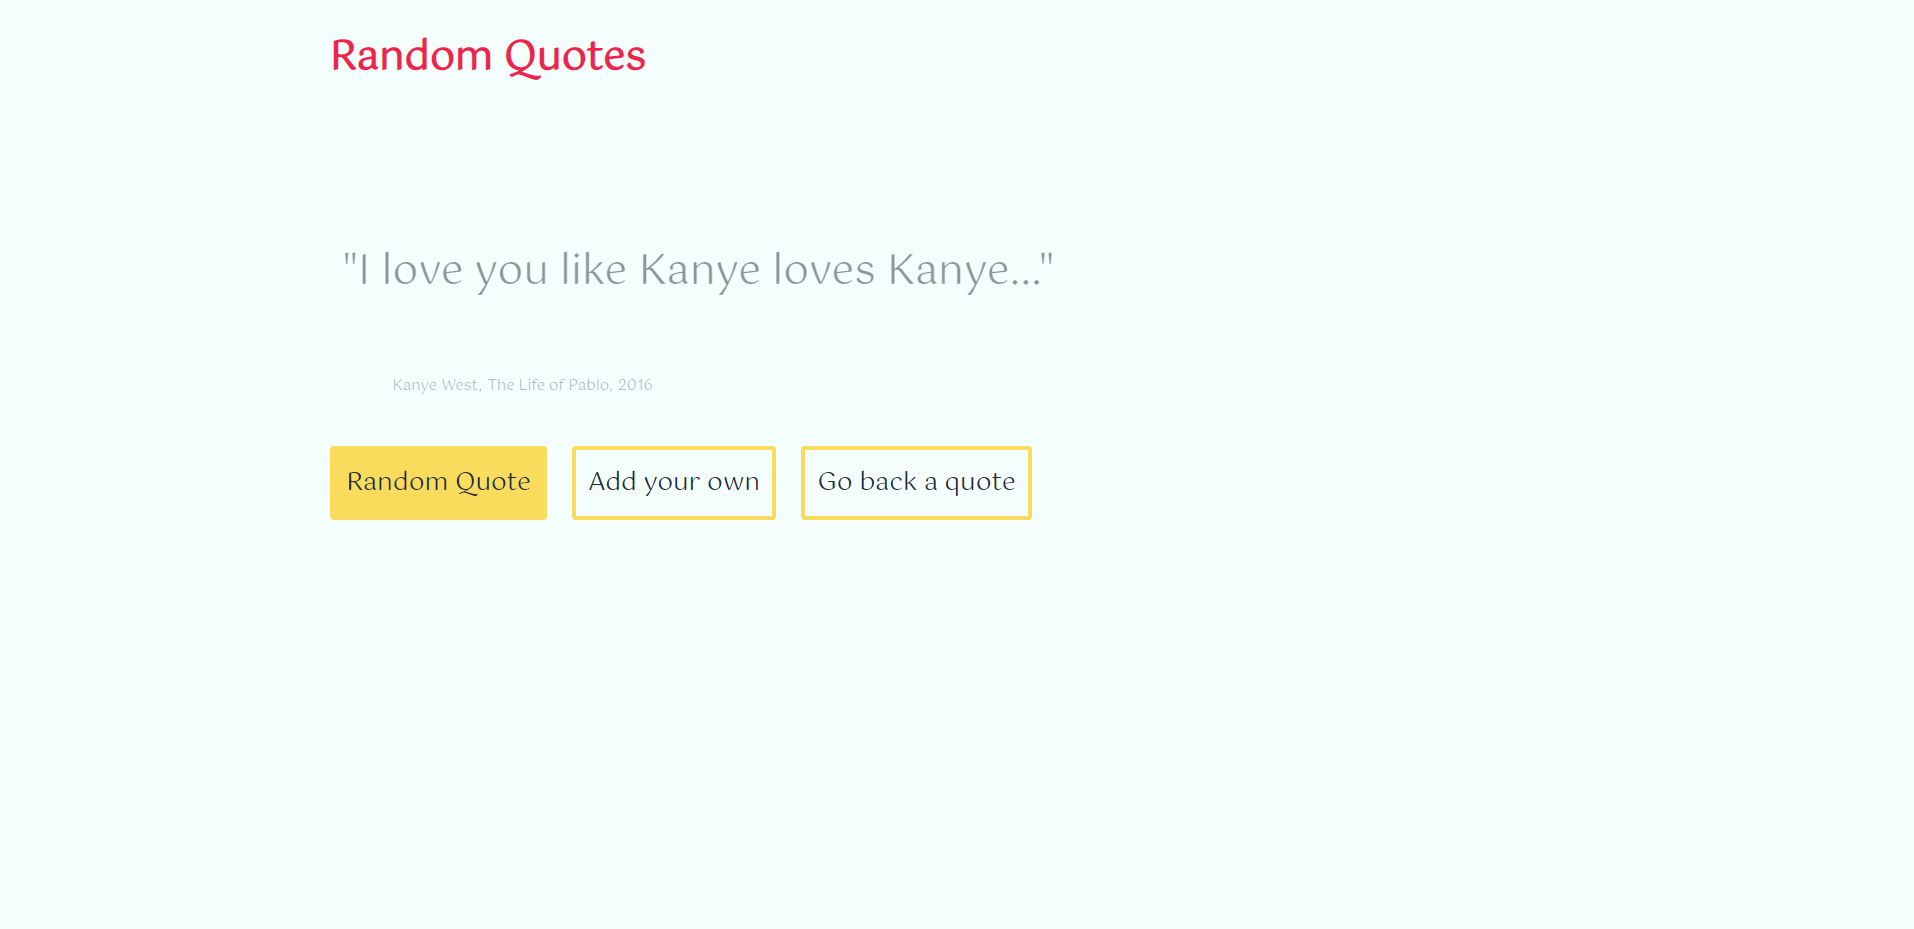 Random Quotes
"I love you like Kanye loves Kanye..."
Kanye West, The Life of Pablo, 2016
Random Quote
Add your own
Go back a quote